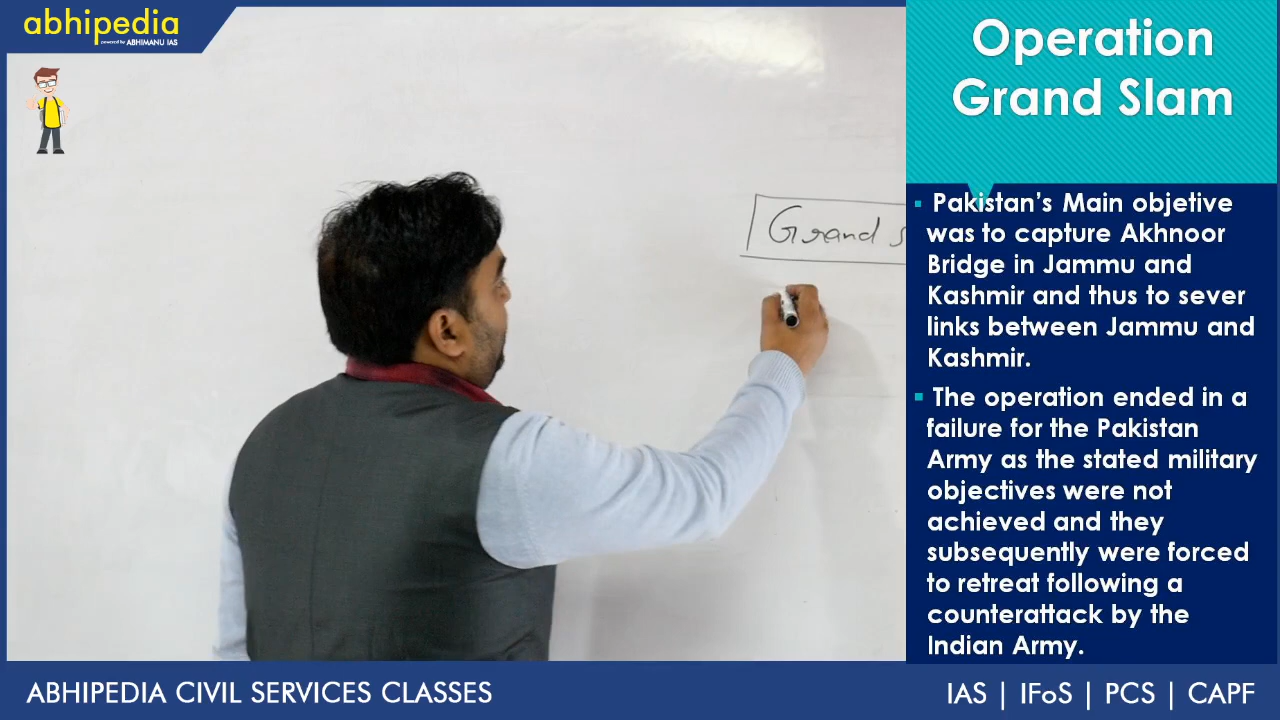 abhipedia
powered by ABHIMANU IAS
Operation
Grand Slam
Grand s
▪ Pakistan's Main objetive
was to capture Akhnoor
Bridge in Jammu and
Kashmir and thus to sever
links between Jammu and
Kashmir.
▪ The operation ended in a
failure for the Pakistan
Army as the stated military
objectives were not
achieved and they
subsequently were forced
to retreat following a
counterattack by the
Indian Army.
ABHIPEDIA CIVIL SERVICES CLASSES
IAS | IFoS | PCS | CAPF